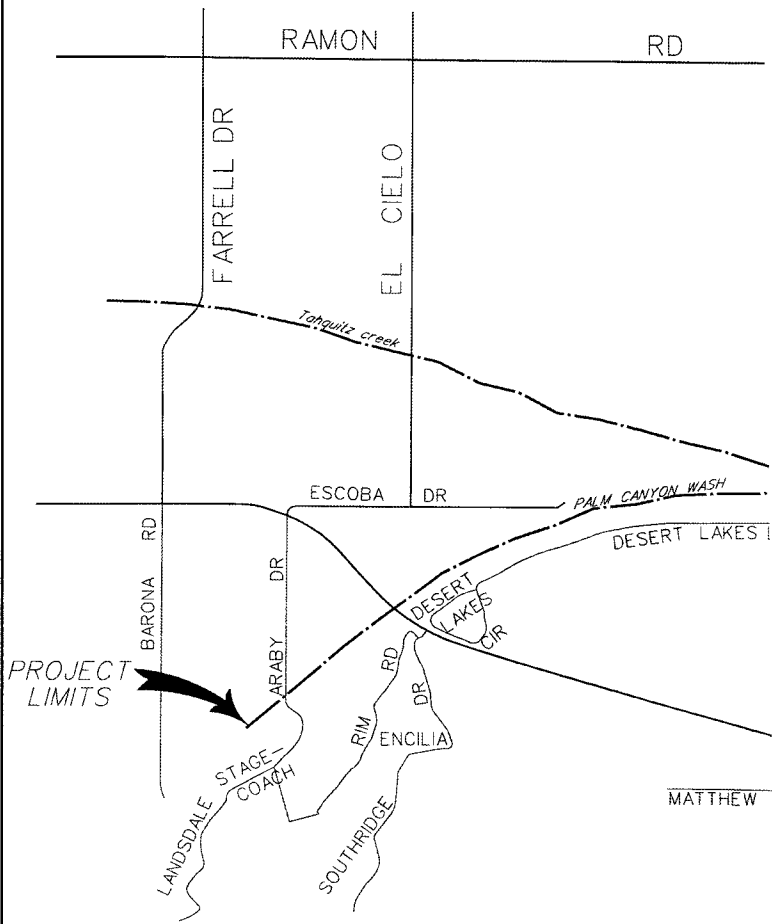 RAMON RD
FARRELL DR
EL CIELO
Tahquitz creek
ESCOBA DR
PALM CANYON WASH
DESERT LAKES
BARONA RD
ARABY DR
DESERT
LAKES
CIR
PROJECT
LIMITS
RIM RD
DR
ENCILIA
STAGE-
COACH
LANDSDALE
SOUTHRIDGE
MATTHEW